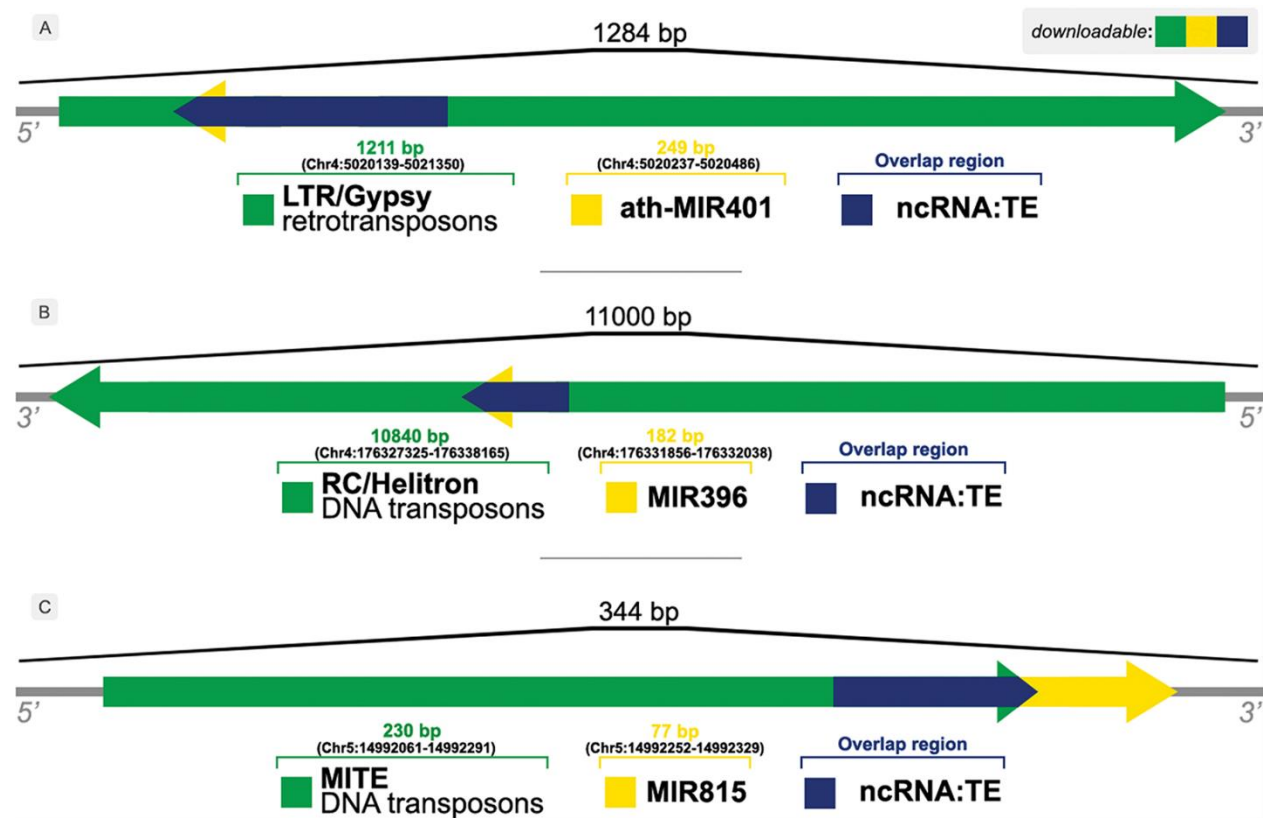 A
1284 bp
downloadable:
5’
3’
1211 bp
(Chr4:5020139-5021350)
LTR/Gypsy
retrotransposons
249 bp
(Chr4:5020237-5020486)
ath-MIR401
Overlap region
ncRNA:TE
B
11000 bp
3’
5’
10840 bp
(Chr4:176327325-176338165)
RC/Helitron
DNA transposons
182 bp
(Chr4:176331856-176332038)
MIR396
Overlap region
ncRNA:TE
C
344 bp
5’
3’
230 bp
(Chr5:14992061-14992291)
MITE
DNA transposons
77 bp
(Chr5:14992252-14992329)
MIR815
Overlap region
ncRNA:TE